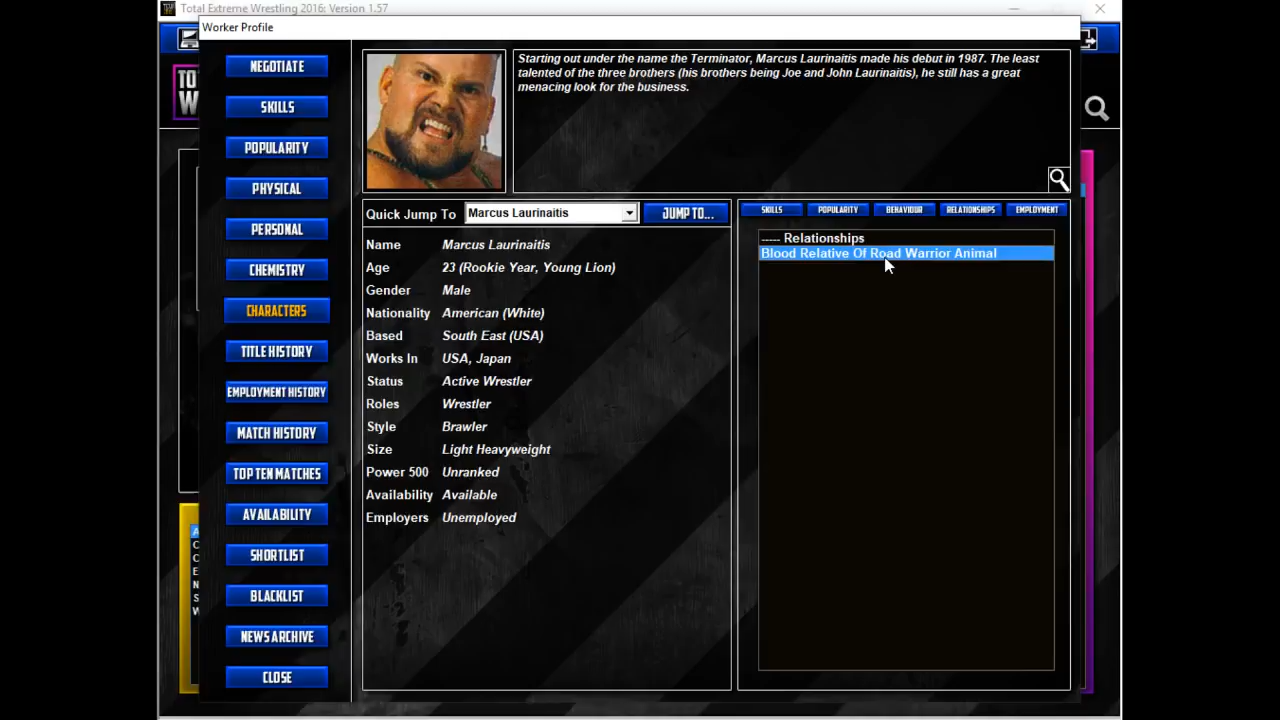 Total Extreme Wrestling 2016: Version 1.57
Worker Profile
NEGOTIATE
SKILLS
POPULARITY
PHYSICAL
PERSONAL
CHEMISTRY
CHARACTERS
TITLE HISTORY
EMPLOYMENT HISTORY
MATCH HISTORY
TOP TEN MATCHES
AVAILABILITY
SHORTLIST
BLACKLIST
NEWS ARCHIVE
CLOSE
Starting out under the name the Terminator, Marcus Laurinaitis made his debut in 1987. The least
talented of the three brothers (his brothers being Joe and John Laurinaitis), he still has a great
menacing look for the business.
Quick Jump To Marcus Laurinaitis JUMP TO...
Name Marcus Laurinaitis
Age 23 (Rookie Year, Young Lion)
Gender Male
Nationality American (White)
Based South East (USA)
Works In USA, Japan
Status Active Wrestler
Roles Wrestler
Style Brawler
Size Light Heavyweight
Power 500 Unranked
Availability Available
Employers Unemployed
SKILLS POPULARITY BEHAVIOUR RELATIONSHIPS EMPLOYMENT
----- Relationships
Blood Relative Of Road Warrior Animal